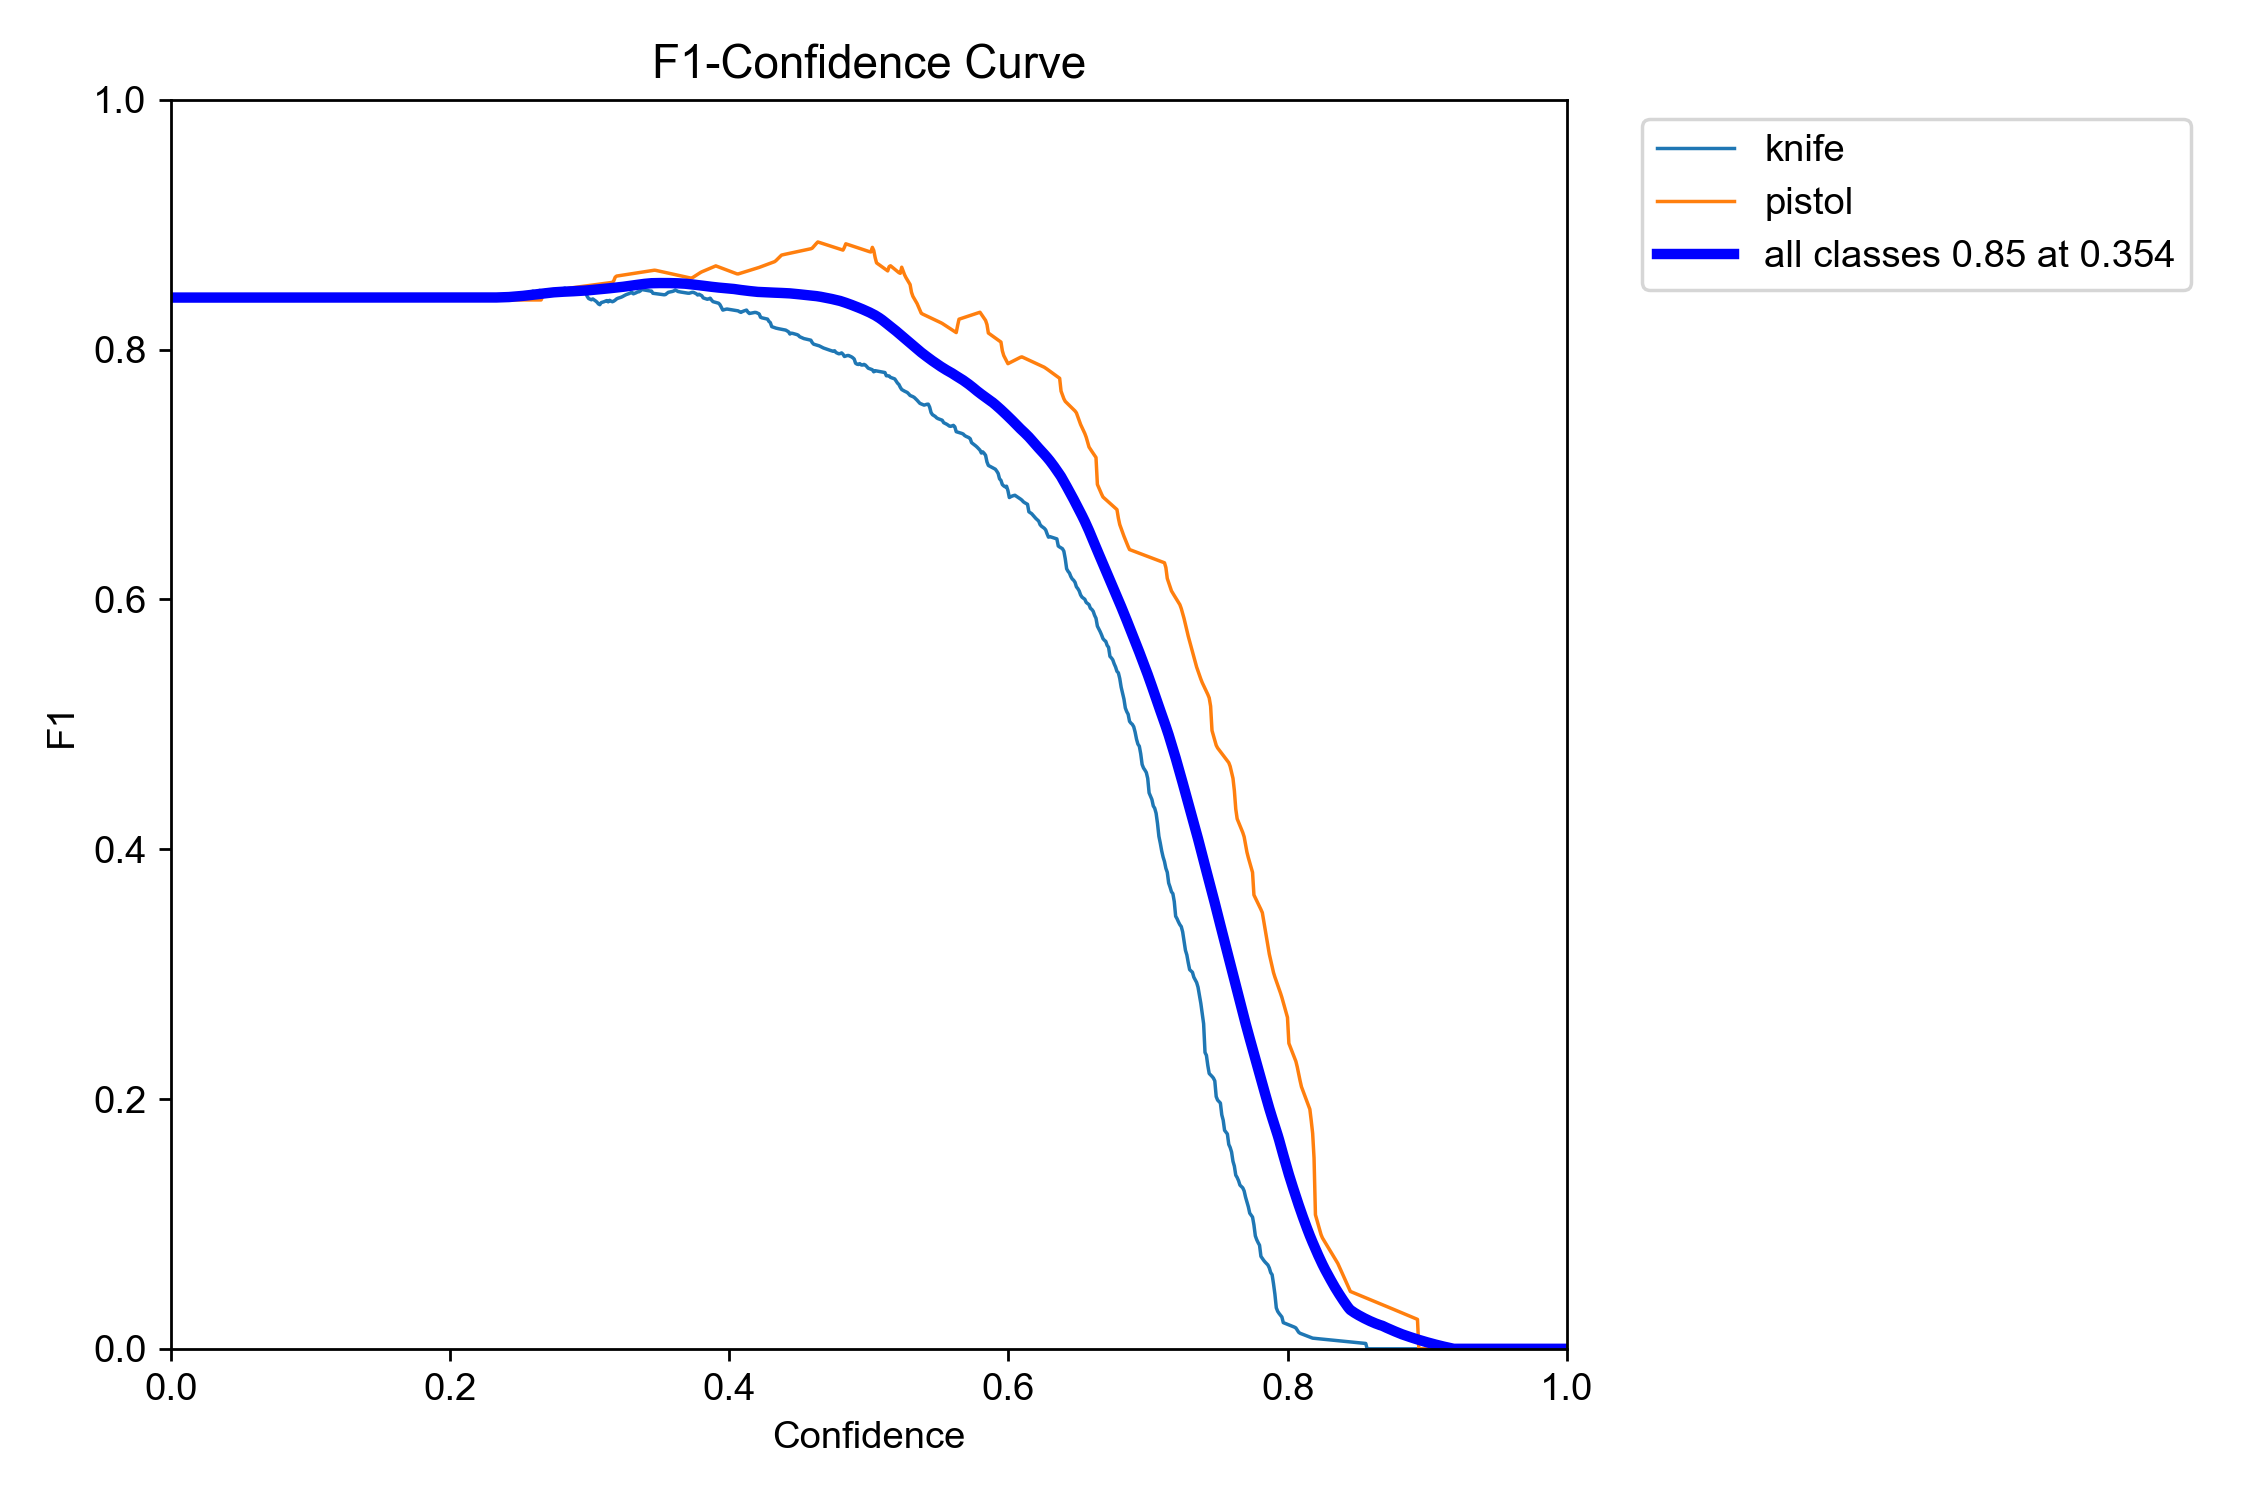 F1-Confidence Curve
knife
pistol
all classes 0.85 at 0.354
1.0
0.8
0.6
0.4
0.2
0.0
F1
0.0 0.2 0.4 0.6 0.8 1.0
Confidence